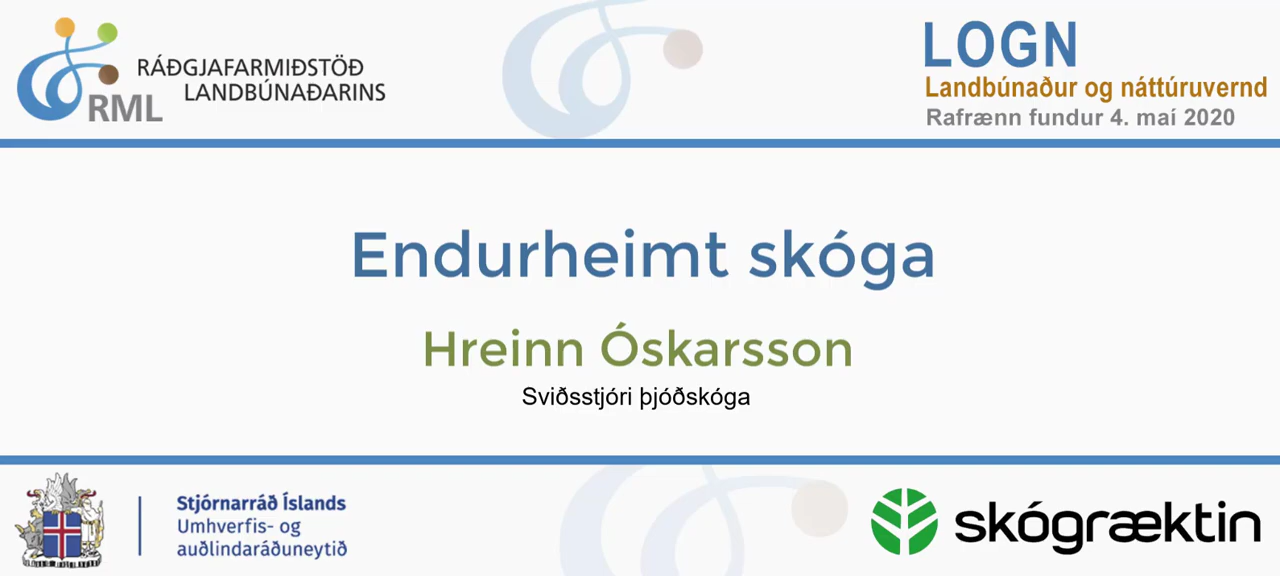 RÁÐGJAFARMIÐSTÖÐ
LANDBÚNAÐARINS
RML
LOGN
Landbúnaður og náttúruvernd
Rafrænn fundur 4. maí 2020
Endurheimt skóga
Hreinn Óskarsson
Sviðsstjóri þjóðskóga
Stjórnarráð Íslands
Umhverfis- og
auðlindaráðuneytið
skógræktin